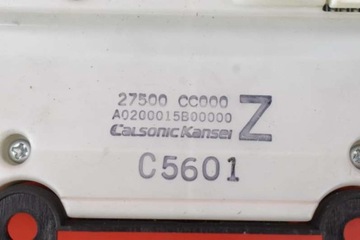 27500 CC000
A0200015B00000
Calsonic Kansei Z
C5601